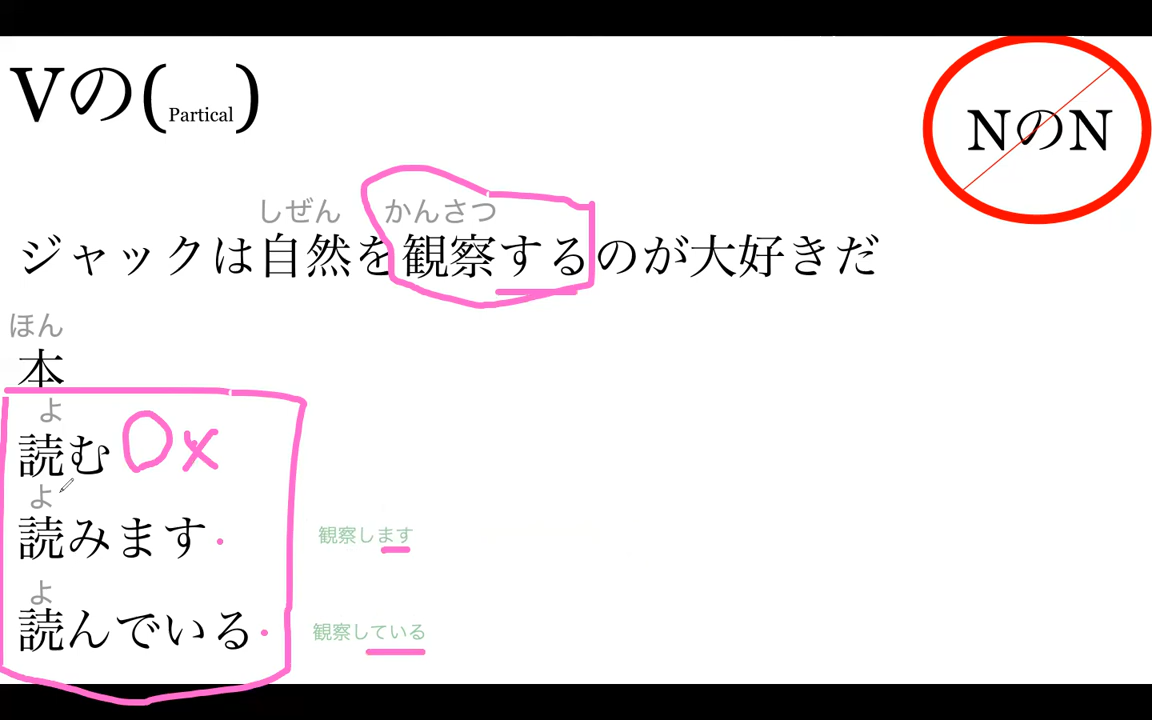 Vの(Partical)
NのN
しぜん かんさつ
ジャックは自然を観察するのが大好きだ
ほん
本
よ
読む O x
よ
読みます
観察します
よ
読んでいる
観察している